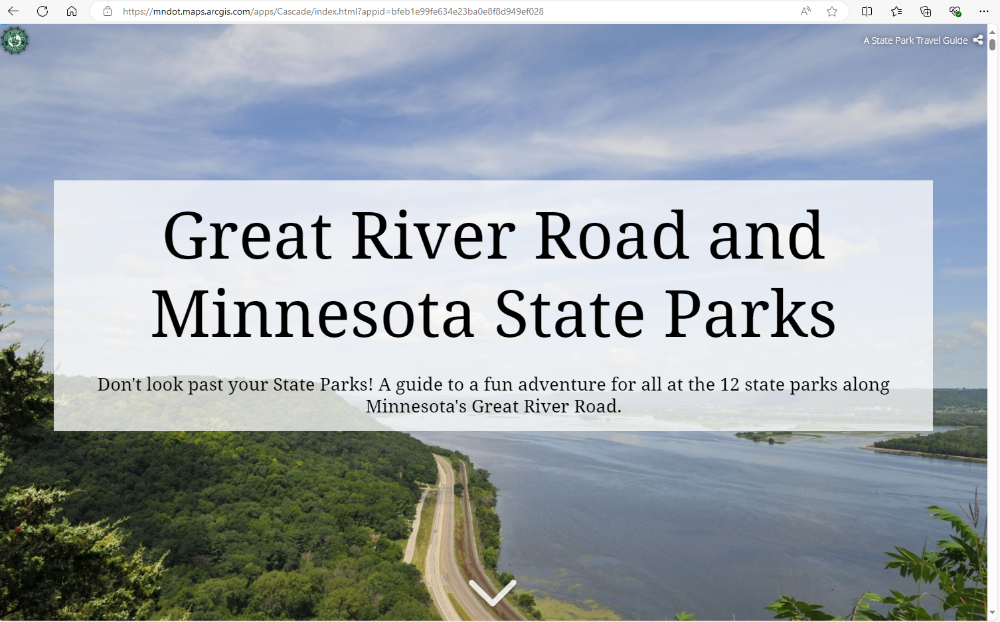 https://mndot.maps.arcgis.com/apps/Cascade/index.html?appid=bfeb1e99fe634e23ba0e8f8d949ef028
A State Park Travel Guide
Great River Road and
Minnesota State Parks
Don't look past your State Parks! A guide to a fun adventure for all at the 12 state parks along
Minnesota's Great River Road.